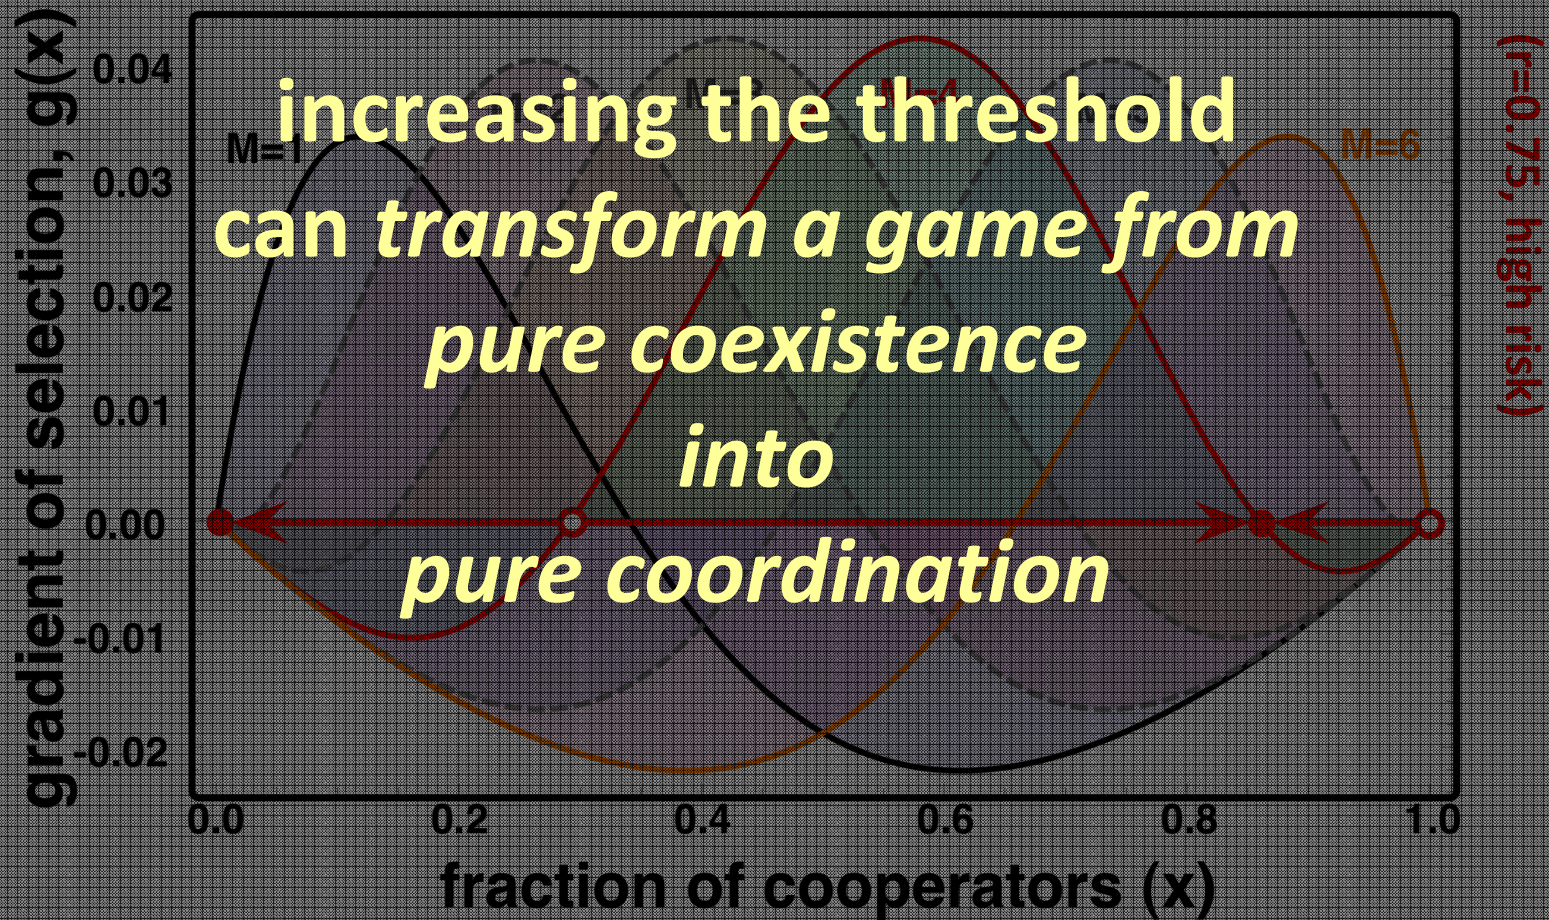 increasing the threshold
can transform a game from
pure coexistence
into
pure coordination
gradient of selection, g(x)
0.04
0.03
0.02
0.01
0.00
-0.01
-0.02
M=1
M=4
M=6
(r=0.75, high risk)
0.0 0.2 0.4 0.6 0.8 1.0
fraction of cooperators (x)